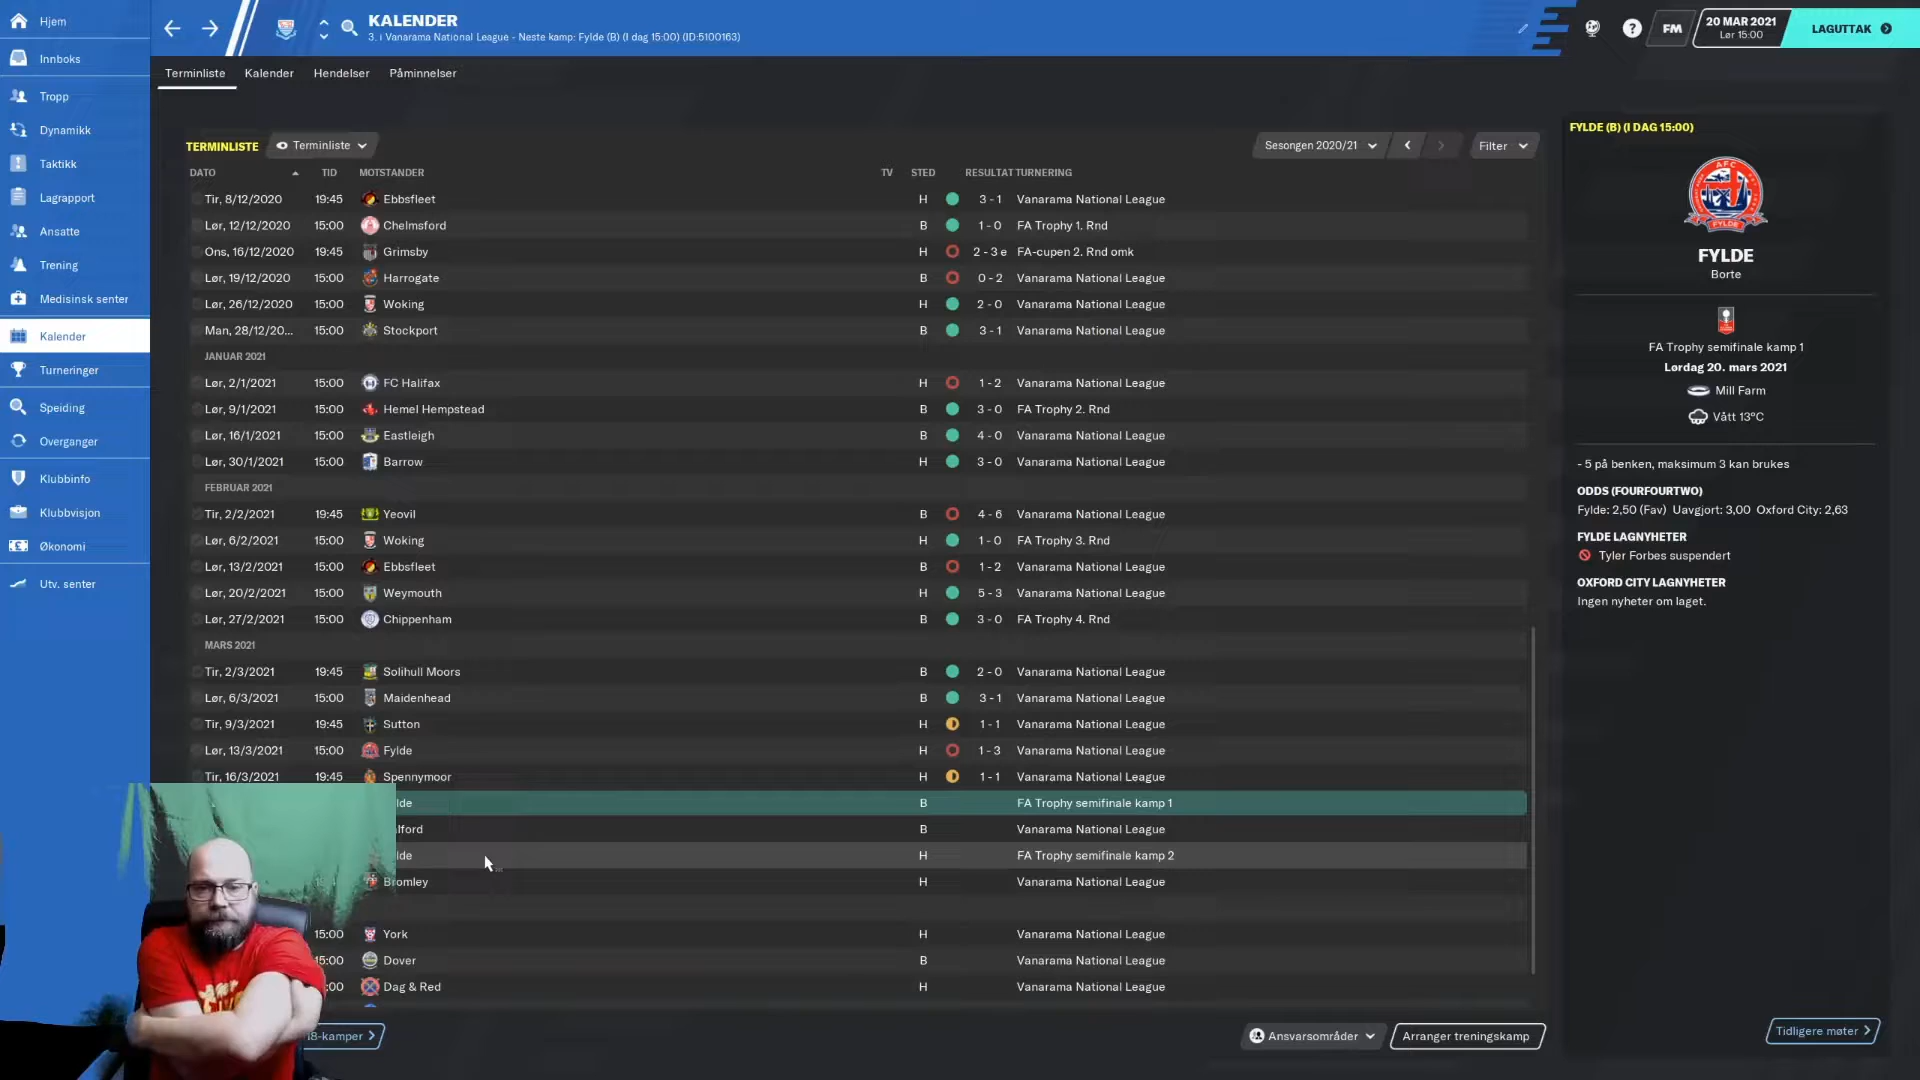 Hjem
Innboks
Tropp
Dynamikk
Taktikk
Lagrapport
Ansatte
Trening
Medisinsk senter
Kalender
Turneringer
Speiding
Overganger
Klubbinfo
Klubbvisjon
Økonomi
Utv. senter
KALENDER
3. i Vanarama National League - Neste kamp: Fylde (B) (I dag 15:00) (ID:5100163)
? FM 20 MAR 2021 Lør 15:00 LAGUTTAK
Terminliste Kalender Hendelser Påminnelser
TERMINLISTE Terminliste Sesongen 2020/21 Filter
DATO TID MOTSTANDER TV STED RESULTAT TURNERING
Tir, 8/12/2020 19:45 Ebbsfleet H 3 - 1 Vanarama National League
Lør, 12/12/2020 15:00 Chelmsford B 1 - 0 FA Trophy 1. Rnd
Ons, 16/12/2020 19:45 Grimsby H 2 - 3 e FA-cupen 2. Rnd omk
Lør, 19/12/2020 15:00 Harrogate B 0 - 2 Vanarama National League
Lør, 26/12/2020 15:00 Woking H 2 - 0 Vanarama National League
Man, 28/12/20... 15:00 Stockport B 3 - 1 Vanarama National League
JANUAR 2021
Lør, 2/1/2021 15:00 FC Halifax H 1 - 2 Vanarama National League
Lør, 9/1/2021 15:00 Hemel Hempstead B 3 - 0 FA Trophy 2. Rnd
Lør, 16/1/2021 15:00 Eastleigh B 4 - 0 Vanarama National League
Lør, 30/1/2021 15:00 Barrow H 3 - 0 Vanarama National League
FEBRUAR 2021
Tir, 2/2/2021 19:45 Yeovil B 4 - 6 Vanarama National League
Lør, 6/2/2021 15:00 Woking H 1 - 0 FA Trophy 3. Rnd
Lør, 13/2/2021 15:00 Ebbsfleet B 1 - 2 Vanarama National League
Lør, 20/2/2021 15:00 Weymouth H 5 - 3 Vanarama National League
Lør, 27/2/2021 15:00 Chippenham B 3 - 0 FA Trophy 4. Rnd
MARS 2021
Tir, 2/3/2021 19:45 Solihull Moors B 2 - 0 Vanarama National League
Lør, 6/3/2021 15:00 Maidenhead B 3 - 1 Vanarama National League
Tir, 9/3/2021 19:45 Sutton H 1 - 1 Vanarama National League
Lør, 13/3/2021 15:00 Fylde H 1 - 3 Vanarama National League
Tir, 16/3/2021 19:45 Spennymoor H 1 - 1 Vanarama National League
lde B FA Trophy semifinale kamp 1
lford B Vanarama National League
lde H FA Trophy semifinale kamp 2
Bromley H Vanarama National League
15:00 York H Vanarama National League
15:00 Dover B Vanarama National League
:00 Dag & Red H Vanarama National League
18-kamper Ansvarsområder Arranger treningskamp
FYLDE (B) (I DAG 15:00)
AFC
FYLDE
FYLDE
Borte
FA Trophy semifinale kamp 1
Lørdag 20. mars 2021
Mill Farm
Vått 13°C
- 5 på benken, maksimum 3 kan brukes
ODDS (FOURFOURTWO)
Fylde: 2,50 (Fav) Uavgjort: 3,00 Oxford City: 2,63
FYLDE LAGNYHETER
Tyler Forbes suspendert
OXFORD CITY LAGNYHETER
Ingen nyheter om laget.
Tidligere møter